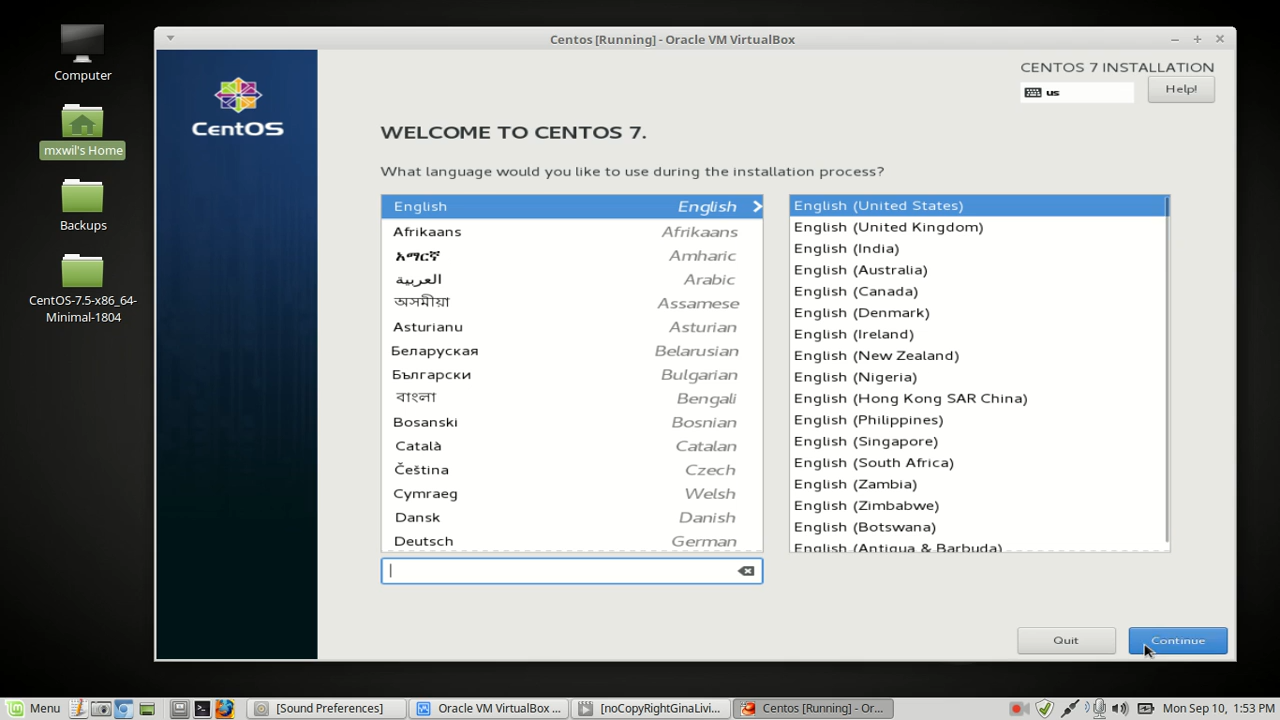 Computer
mxwil's Home
Backups
CentOS-7.5-x86_64-
Minimal-1804
Centos [Running] - Oracle VM VirtualBox
CentOS
CENTOS 7 INSTALLATION
us
Help!
WELCOME TO CENTOS 7.
What language would you like to use during the installation process?
English English
Afrikaans Afrikaans
አማርኛ Amharic
العربية Arabic
অসমীয়া Assamese
Asturianu Asturian
Беларуская Belarusian
Български Bulgarian
বাংলা Bengali
Bosanski Bosnian
Català Catalan
Čeština Czech
Cymraeg Welsh
Dansk Danish
Deutsch German
English (United States)
English (United Kingdom)
English (India)
English (Australia)
English (Canada)
English (Denmark)
English (Ireland)
English (New Zealand)
English (Nigeria)
English (Hong Kong SAR China)
English (Philippines)
English (Singapore)
English (South Africa)
English (Zambia)
English (Zimbabwe)
English (Botswana)
English (Antigua & Barbuda)
Quit
Continue
Menu
[Sound Preferences]
Oracle VM VirtualBox ...
[noCopyRightGinaLivi...
Centos [Running] - Or...
Mon Sep 10, 1:53 PM